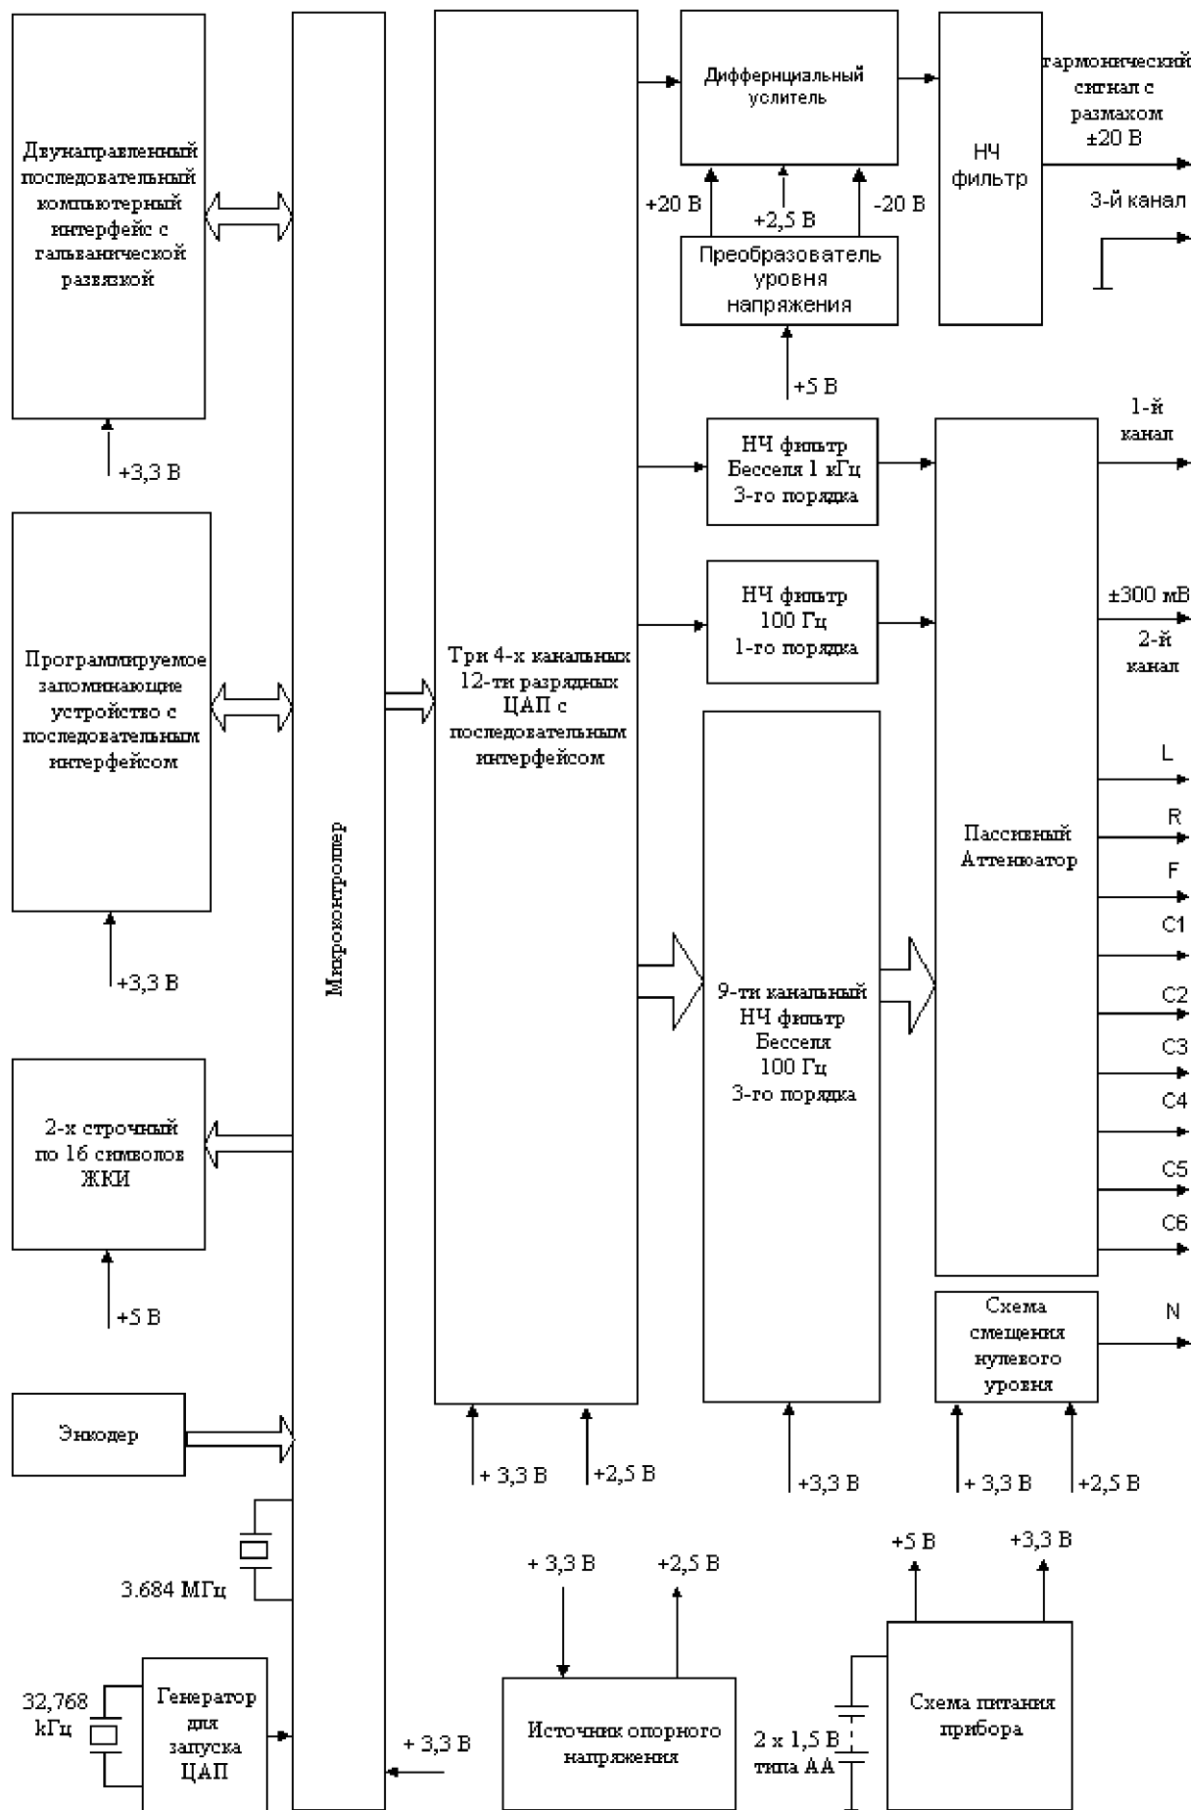 Двунаправленный
последовательный
компьютерный
интерфейс с
гальванической
развязкой
+3,3 В
Программируемое
запоминающие
устройство с
последовательным
интерфейсом
+3,3 В
2-х строчный
по 16 символов
ЖКИ
+5 В
Энкодер
3.684 МГц
32,768
кГц
Генератор
для
запуска
ЦАП
Микроконтроллер
+ 3,3 В
Три 4-х канальных
12-ти разрядных
ЦАП с
последовательным
интерфейсом
+ 3,3 В
+2,5 В
Дифферициальный
усилитель
+20 В
+2,5 В
-20 В
Преобразователь
уровня
напряжения
+5 В
НЧ
фильтр
гармонический
сигнал с
размахом
±20 В
3-й канал
НЧ фильтр
Бесселя 1 кГц
3-го порядка
НЧ фильтр
100 Гц
1-го порядка
9-ти канальный
НЧ фильтр
Бесселя
100 Гц
3-го порядка
+3,3 В
Пассивный
Аттенюатор
1-й
канал
±300 мВ
2-й
канал
L
R
F
C1
C2
C3
C4
C5
C6
Схема
смещения
нулевого
уровня
N
+ 3,3 В
+2,5 В
+ 3,3 В
+2,5 В
Источник опорного
напряжения
+5 В
+3,3 В
2 x 1,5 В
типа АА
Схема питания
прибора